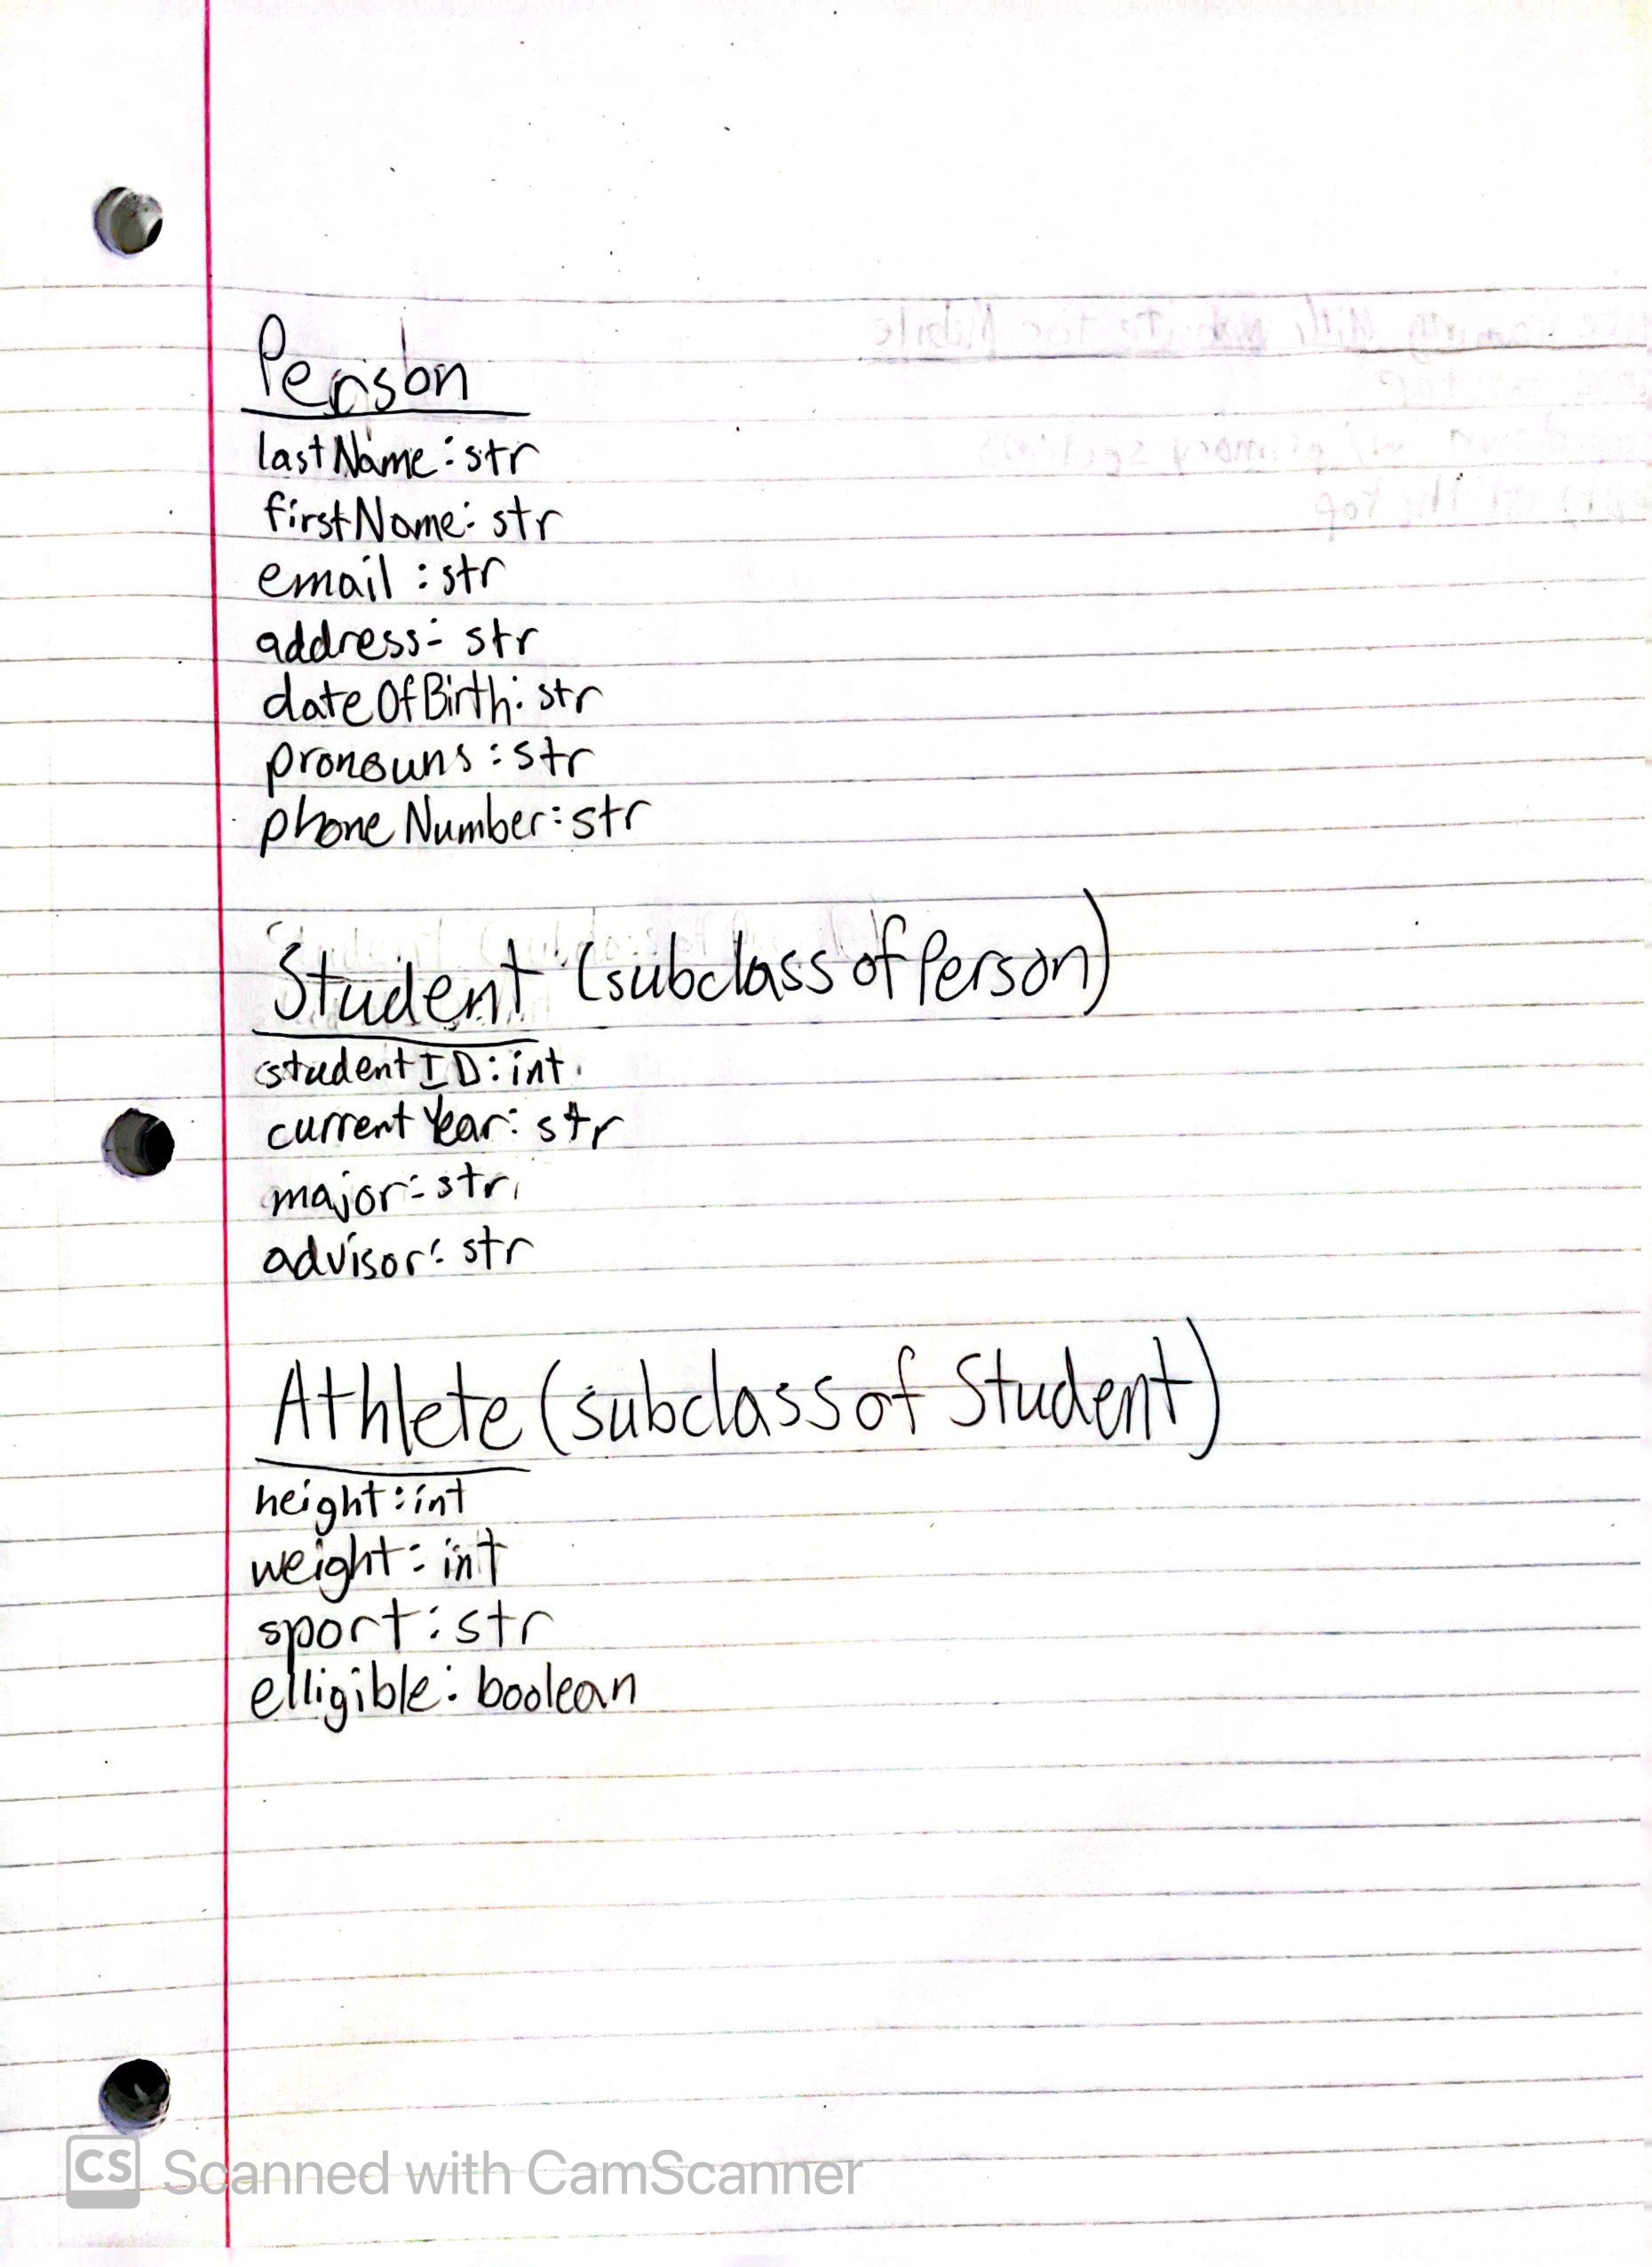 Person
lastName: str
firstName: str
email: str
address: str
dateOfBirth: str
pronouns: str
phoneNumber: str
Student (subclass of Person)
studentID: int
currentYear: str
major: str
advisor: str
Athlete (subclass of Student)
height: int
weight: int
sport: str
elligible: boolean
CS Scanned with CamScanner